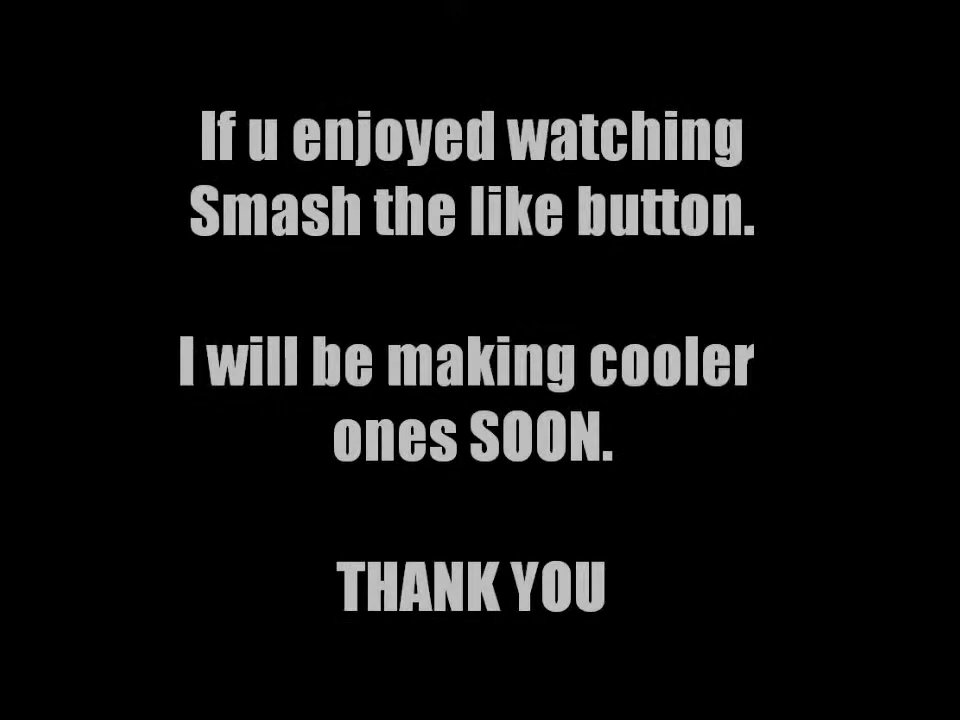 If u enjoyed watching
Smash the like button.
I will be making cooler
ones SOON.
THANK YOU